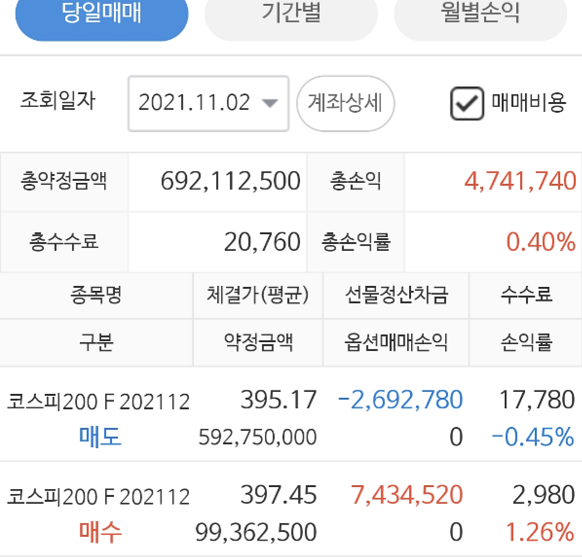 당일매매 기간별 월별손익
조회일자 2021.11.02 계좌상세 매매비용
총약정금액 692,112,500 총손익 4,741,740
총수수료 20,760 총손익률 0.40%
종목명 체결가(평균) 선물정산차금 수수료
구분 약정금액 옵션매매손익 손익률
코스피200 F 202112 395.17 -2,692,780 17,780
매도 592,750,000 0 -0.45%
코스피200 F 202112 397.45 7,434,520 2,980
매수 99,362,500 0 1.26%